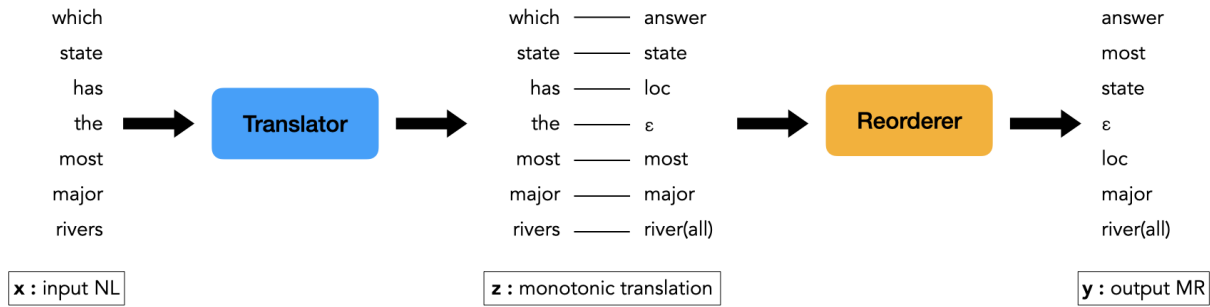 which which answer answer
state state state most
has has loc state
the Translator the ε Reorderer ε
most most most loc
major major major major
rivers rivers river(all) river(all)
x : input NL z : monotonic translation y : output MR